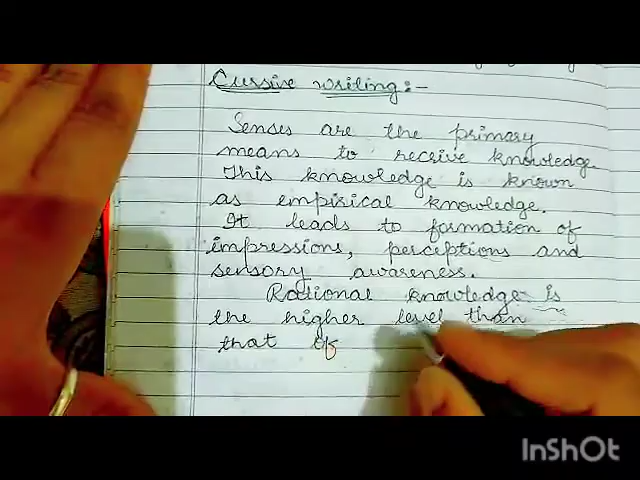 Cursive writing:-
Senses are the primary
means to receive knowledge.
This knowledge is known
as empirical knowledge.
It leads to formation of
impressions, perceptions and
sensory awareness.
Rational knowledge is
the higher level than
that of
InShOt